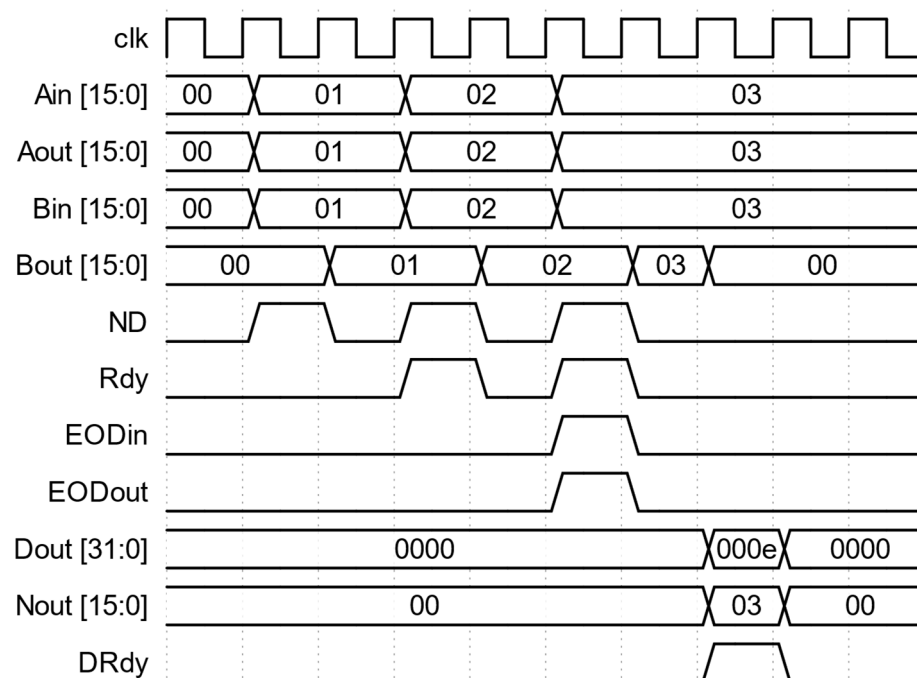 clk
Ain [15:0] 00 01 02 03
Aout [15:0] 00 01 02 03
Bin [15:0] 00 01 02 03
Bout [15:0] 00 01 02 03 00
ND
Rdy
EODin
EODout
Dout [31:0] 0000 000e 0000
Nout [15:0] 00 03 00
DRdy